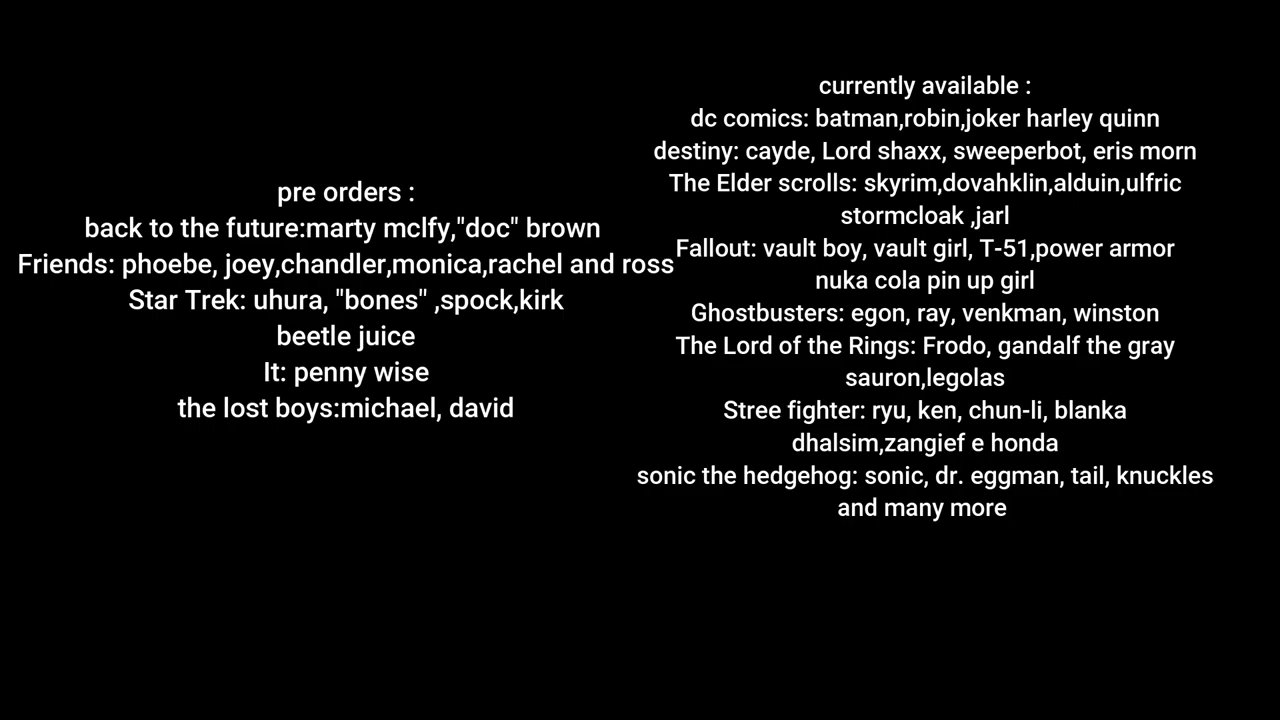 pre orders :
back to the future:marty mclfy,"doc" brown
Friends: phoebe, joey,chandler,monica,rachel and ross
Star Trek: uhura, "bones" ,spock,kirk
beetle juice
It: penny wise
the lost boys:michael, david
currently available :
dc comics: batman,robin,joker harley quinn
destiny: cayde, Lord shaxx, sweeperbot, eris morn
The Elder scrolls: skyrim,dovahklin,alduin,ulfric
stormcloak ,jarl
Fallout: vault boy, vault girl, T-51,power armor
nuka cola pin up girl
Ghostbusters: egon, ray, venkman, winston
The Lord of the Rings: Frodo, gandalf the gray
sauron,legolas
Stree fighter: ryu, ken, chun-li, blanka
dhalsim,zangief e honda
sonic the hedgehog: sonic, dr. eggman, tail, knuckles
and many more